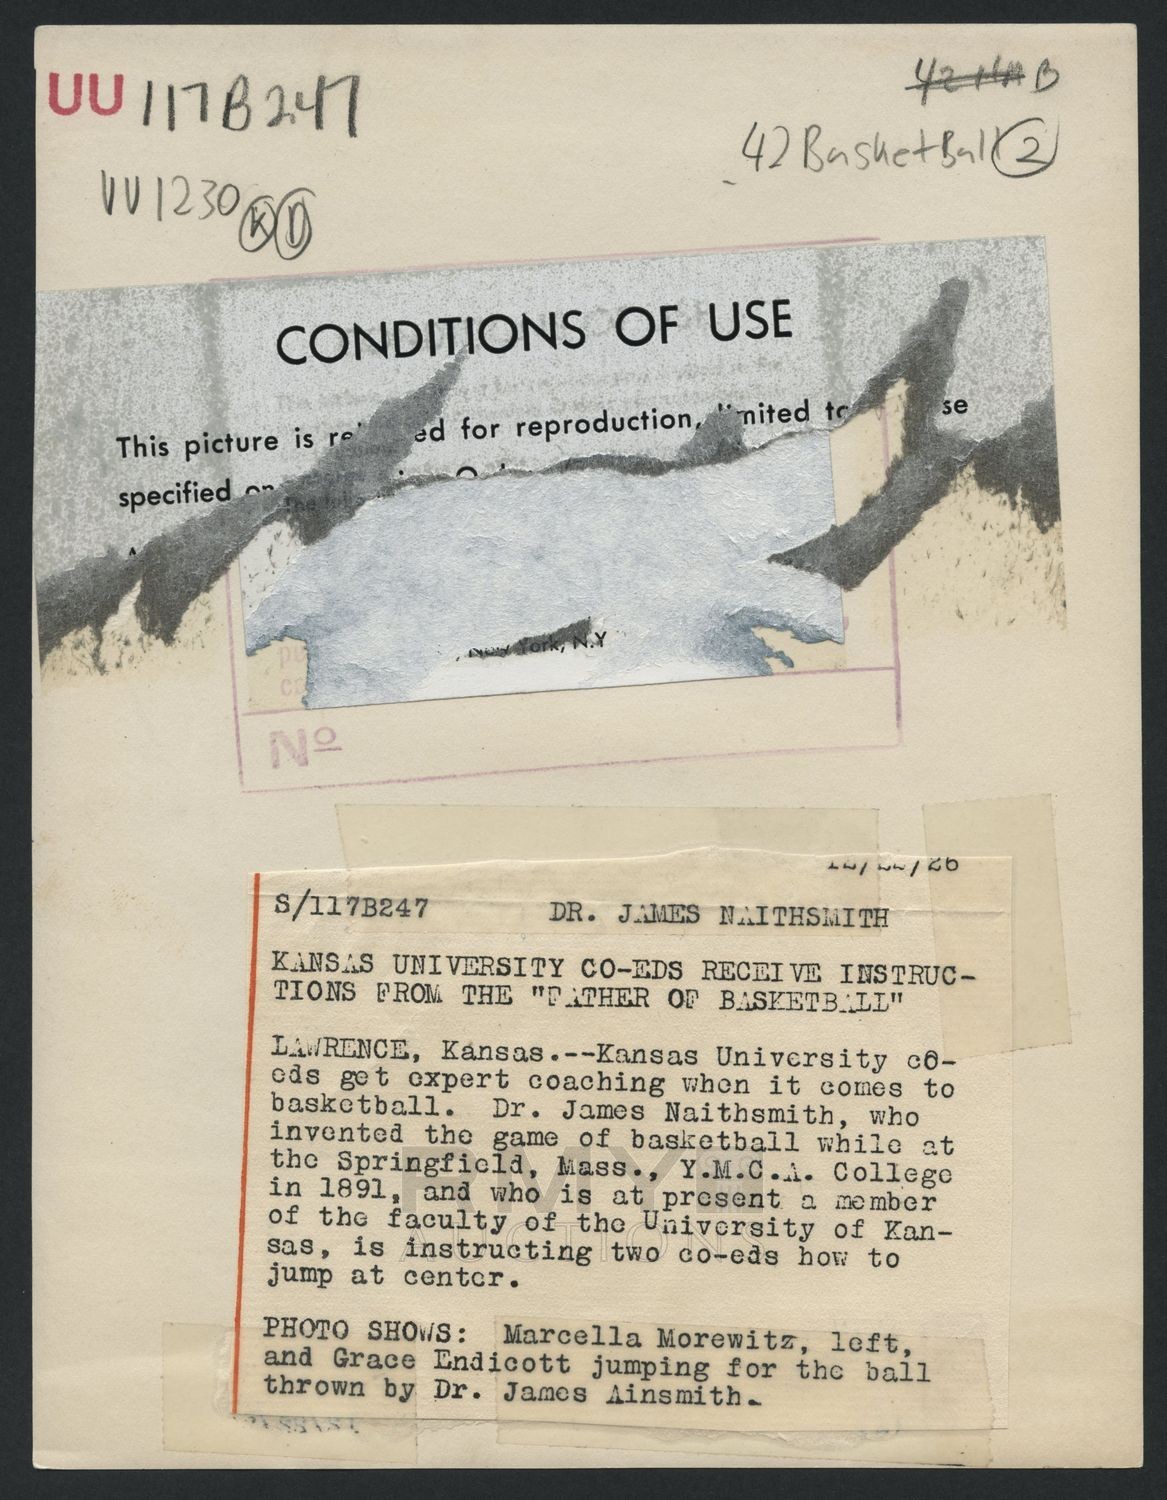 UU 117B247
42 B
42 BasketBall 2
UU1230 K D
CONDITIONS OF USE
This picture is re ed for reproduction, limited to se
specified on
, New York, N.Y
Nº
S/117B247 DR. JAMES NAITHSMITH
KANSAS UNIVERSITY CO-EDS RECEIVE INSTRUC-
TIONS FROM THE "FATHER OF BASKETBALL"
LAWRENCE, Kansas.--Kansas University co-
eds get expert coaching when it comes to
basketball. Dr. James Naithsmith, who
invented the game of basketball while at
the Springfield, Mass., Y.M.C.A. College
in 1891, and who is at present a member
of the faculty of the University of Kan-
sas, is instructing two co-eds how to
jump at center.
PHOTO SHOWS: Marcella Morewitz, left,
and Grace Endicott jumping for the ball
thrown by Dr. James Ainsmith.